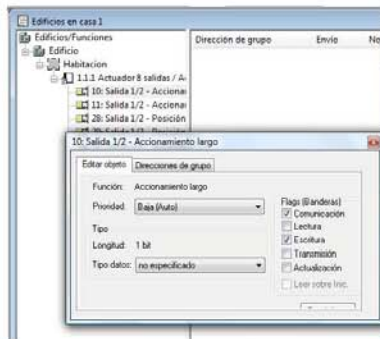 Edificios en casa 1
Edificios/Funciones
Edificio
Habitacion
1.1.1 Actuador 8 salidas / A
10: Salida 1/2 - Acciona
11: Salida 1/2 - Acciona
28: Salida 1/2 - Posición
Dirección de grupo Envío No
10: Salida 1/2 - Accionamiento largo
Editar objeto Direcciones de grupo
Función: Accionamiento largo
Prioridad: Baja (Auto)
Tipo
Longitud: 1 bit
Tipo datos: no especificado
Flags (Banderas)
Comunicación
Lectura
Escritura
Transmisión
Actualización
Leer sobre Inic.